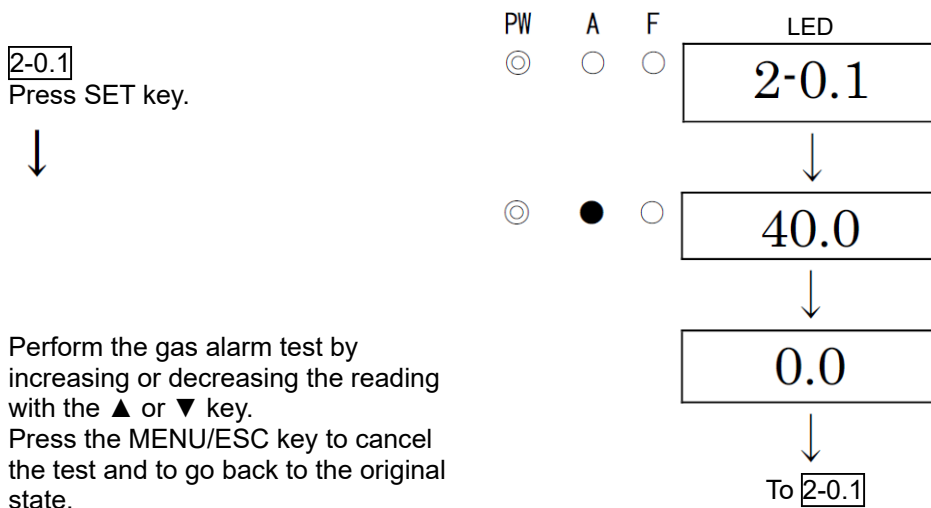 PW A F LED
2-0.1
Press SET key.
2-0.1
↓
↓
40.0
↓
0.0
Perform the gas alarm test by
increasing or decreasing the reading
with the ▲ or ▼ key.
Press the MENU/ESC key to cancel
the test and to go back to the original
state.
↓
To 2-0.1